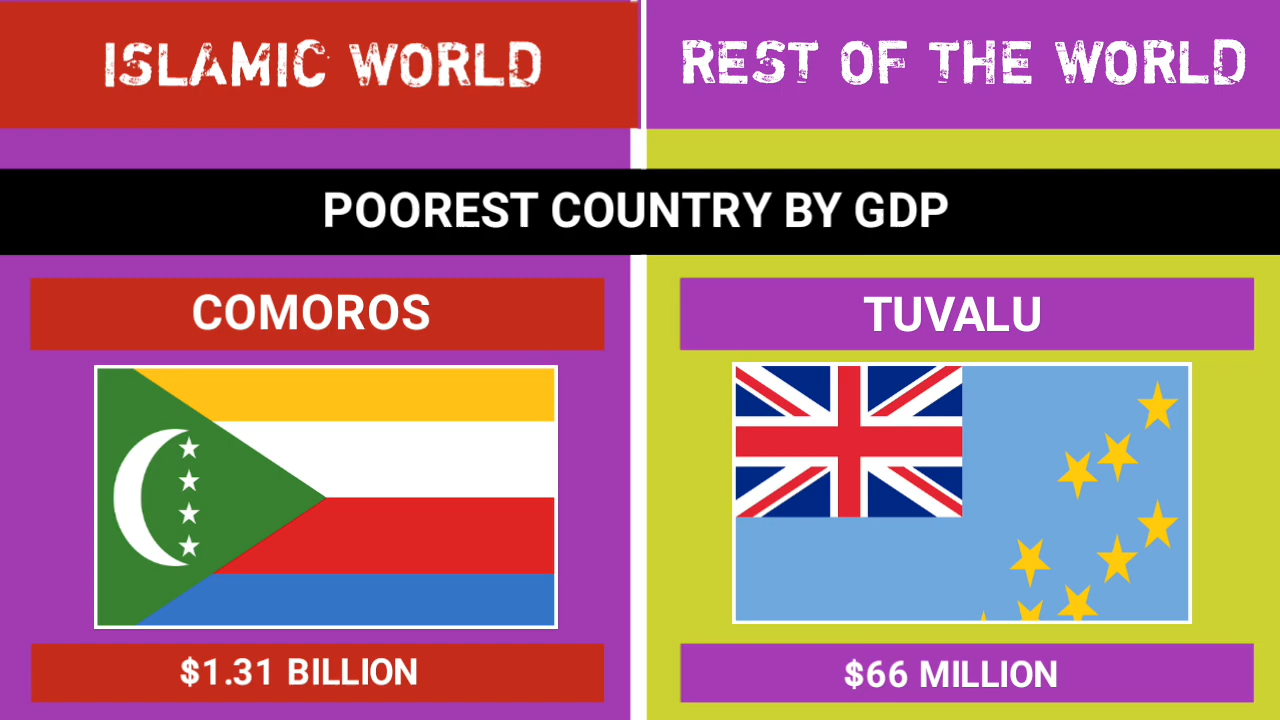 ISLAMIC WORLD
REST OF THE WORLD
POOREST COUNTRY BY GDP
COMOROS
TUVALU
$1.31 BILLION
$66 MILLION